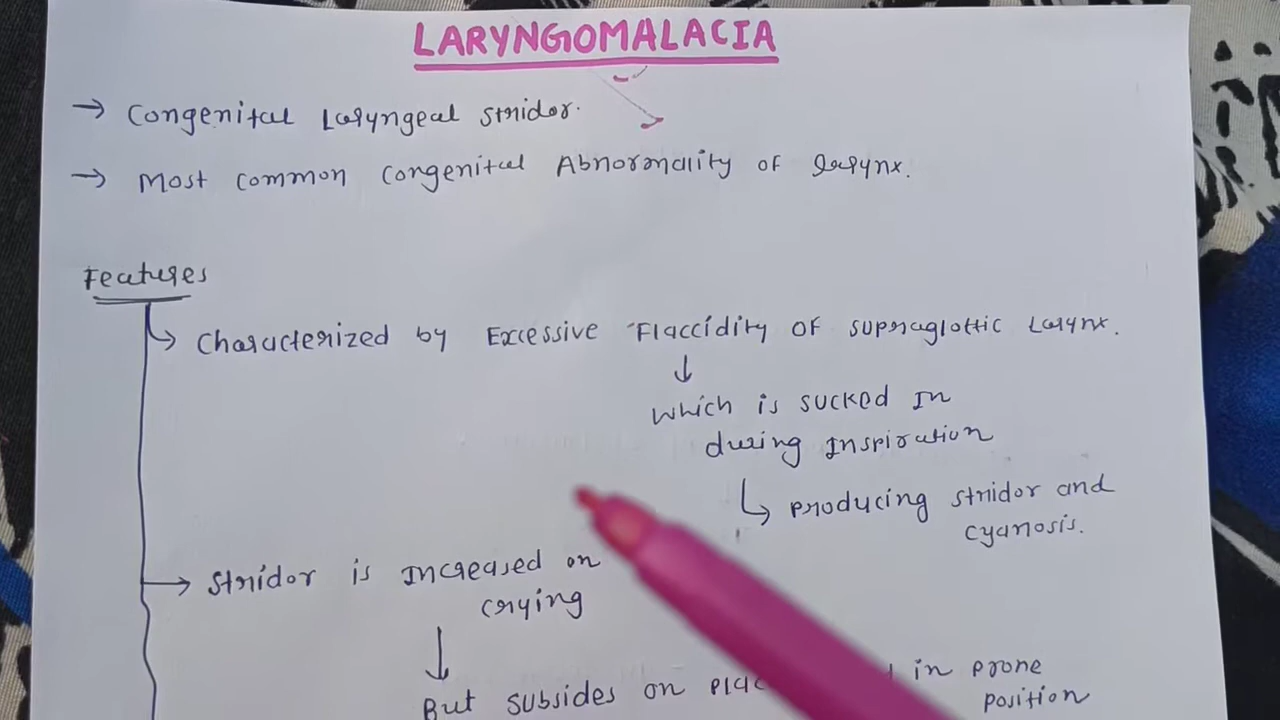 LARYNGOMALACIA
→ Congenital Laryngeal stridor.
→ Most common congenital Abnormality of larynx.
Features
↳ Characterized by Excessive Flaccidity of supraglottic Larynx.
↓
which is sucked In
during Inspiration
↳ producing stridor and
cyanosis.
→ Stridor is increased on
crying
↓
But subsides on in prone
position